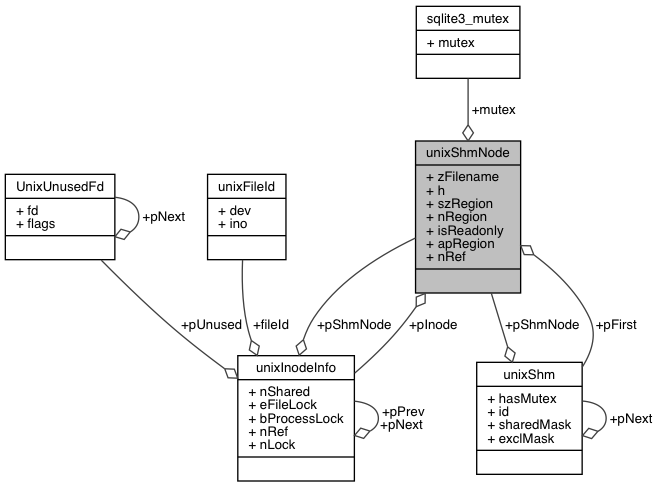 sqlite3_mutex
+ mutex
+mutex
unixShmNode
+ zFilename
+ h
+ szRegion
+ nRegion
+ isReadonly
+ apRegion
+ nRef
UnixUnusedFd
+ fd
+ flags
+pNext
unixFileId
+ dev
+ ino
+pUnused
+fileId
+pShmNode
+pInode
+pShmNode
+pFirst
unixInodeInfo
+ nShared
+ eFileLock
+ bProcessLock
+ nRef
+ nLock
+pPrev
+pNext
unixShm
+ hasMutex
+ id
+ sharedMask
+ exclMask
+pNext